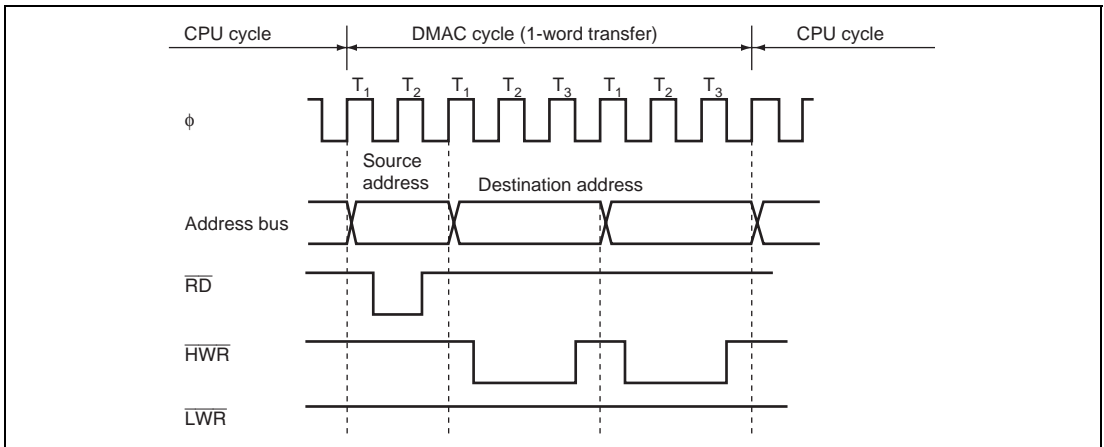 CPU cycle DMAC cycle (1-word transfer) CPU cycle
T1 T2 T1 T2 T3 T1 T2 T3
ϕ
Source
address
Destination address
Address bus
RD
HWR
LWR